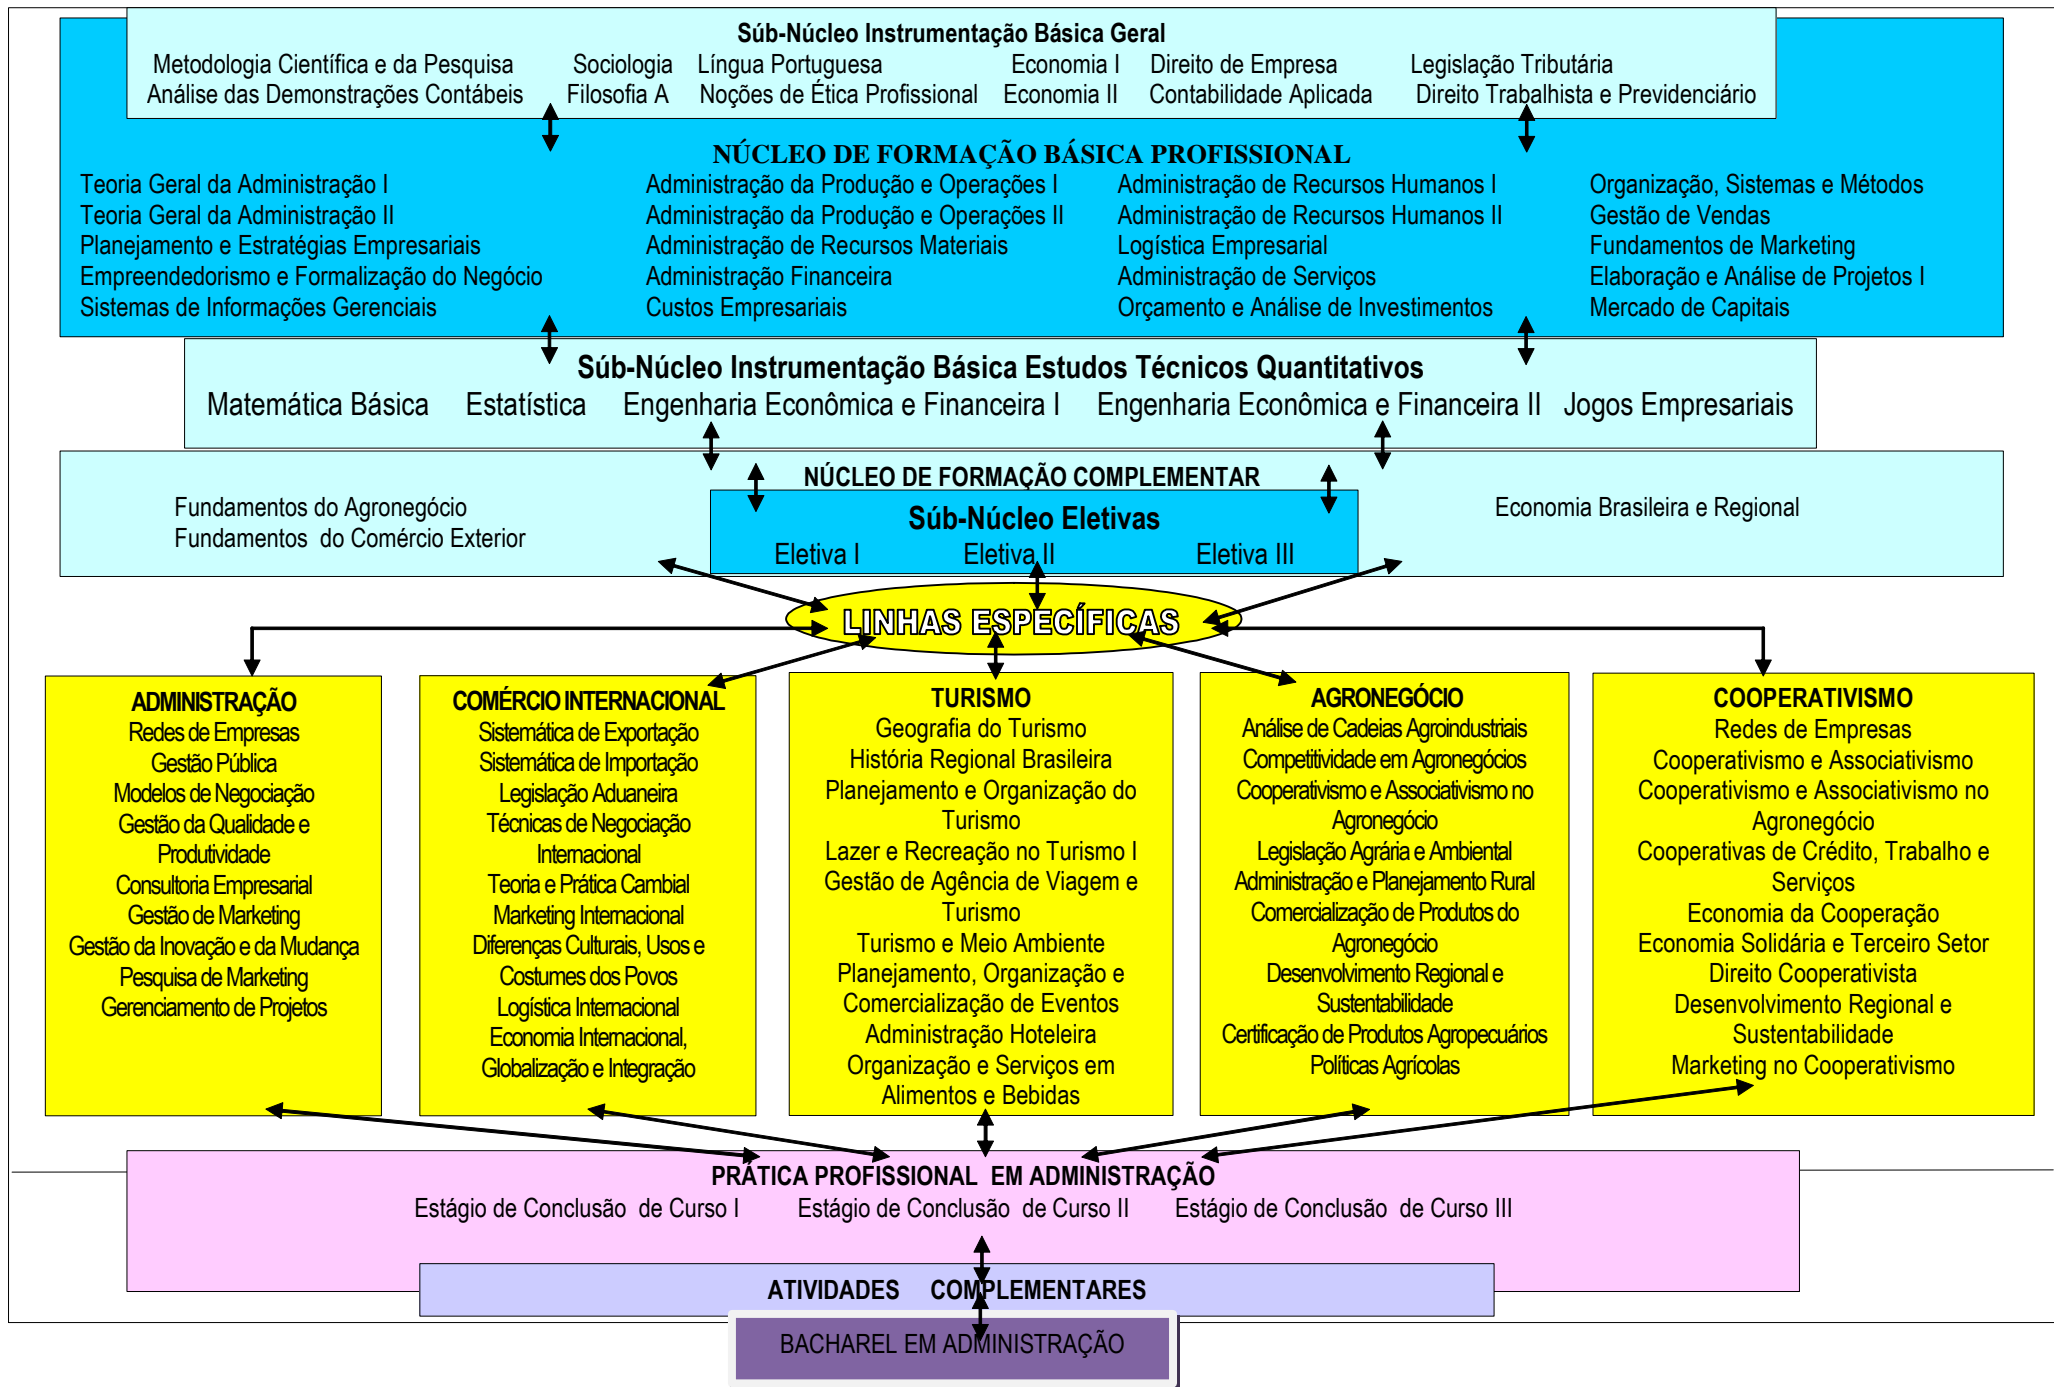 Súb-Núcleo Instrumentação Básica Geral
Metodologia Científica e da Pesquisa Sociologia Língua Portuguesa Economia I Direito de Empresa Legislação Tributária
Análise das Demonstrações Contábeis Filosofia A Noções de Ética Profissional Economia II Contabilidade Aplicada Direito Trabalhista e Previdenciário
NÚCLEO DE FORMAÇÃO BÁSICA PROFISSIONAL
Teoria Geral da Administração I Administração da Produção e Operações I Administração de Recursos Humanos I Organização, Sistemas e Métodos
Teoria Geral da Administração II Administração da Produção e Operações II Administração de Recursos Humanos II Gestão de Vendas
Planejamento e Estratégias Empresariais Administração de Recursos Materiais Logística Empresarial Fundamentos de Marketing
Empreendedorismo e Formalização do Negócio Administração Financeira Administração de Serviços Elaboração e Análise de Projetos I
Sistemas de Informações Gerenciais Custos Empresariais Orçamento e Análise de Investimentos Mercado de Capitais
Súb-Núcleo Instrumentação Básica Estudos Técnicos Quantitativos
Matemática Básica Estatística Engenharia Econômica e Financeira I Engenharia Econômica e Financeira II Jogos Empresariais
NÚCLEO DE FORMAÇÃO COMPLEMENTAR
Fundamentos do Agronegócio
Fundamentos do Comércio Exterior
Súb-Núcleo Eletivas
Eletiva I Eletiva II Eletiva III
Economia Brasileira e Regional
LINHAS ESPECÍFICAS
ADMINISTRAÇÃO
Redes de Empresas
Gestão Pública
Modelos de Negociação
Gestão da Qualidade e
Produtividade
Consultoria Empresarial
Gestão de Marketing
Gestão da Inovação e da Mudança
Pesquisa de Marketing
Gerenciamento de Projetos
COMÉRCIO INTERNACIONAL
Sistemática de Exportação
Sistemática de Importação
Legislação Aduaneira
Técnicas de Negociação
Internacional
Teoria e Prática Cambial
Marketing Internacional
Diferenças Culturais, Usos e
Costumes dos Povos
Logística Internacional
Economia Internacional,
Globalização e Integração
TURISMO
Geografia do Turismo
História Regional Brasileira
Planejamento e Organização do
Turismo
Lazer e Recreação no Turismo I
Gestão de Agência de Viagem e
Turismo
Turismo e Meio Ambiente
Planejamento, Organização e
Comercialização de Eventos
Administração Hoteleira
Organização e Serviços em
Alimentos e Bebidas
AGRONEGÓCIO
Análise de Cadeias Agroindustriais
Competitividade em Agronegócios
Cooperativismo e Associativismo no
Agronegócio
Legislação Agrária e Ambiental
Administração e Planejamento Rural
Comercialização de Produtos do
Agronegócio
Desenvolvimento Regional e
Sustentabilidade
Certificação de Produtos Agropecuários
Políticas Agrícolas
COOPERATIVISMO
Redes de Empresas
Cooperativismo e Associativismo
Cooperativismo e Associativismo no
Agronegócio
Cooperativas de Crédito, Trabalho e
Serviços
Economia da Cooperação
Economia Solidária e Terceiro Setor
Direito Cooperativista
Desenvolvimento Regional e
Sustentabilidade
Marketing no Cooperativismo
PRÁTICA PROFISSIONAL EM ADMINISTRAÇÃO
Estágio de Conclusão de Curso I Estágio de Conclusão de Curso II Estágio de Conclusão de Curso III
ATIVIDADES COMPLEMENTARES
BACHAREL EM ADMINISTRAÇÃO